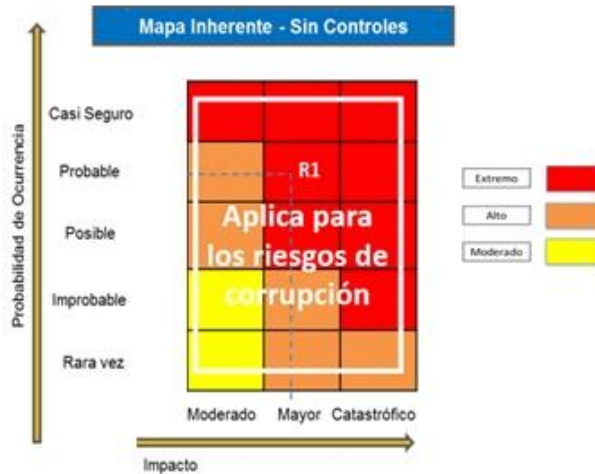 Mapa Inherente - Sin Controles
Probabilidad de Ocurrencia
Casi Seguro
Probable
Posible
Improbable
Rara vez
R1
Aplica para
los riesgos de
corrupción
Extremo
Alto
Moderado
Moderado Mayor Catastrófico
Impacto